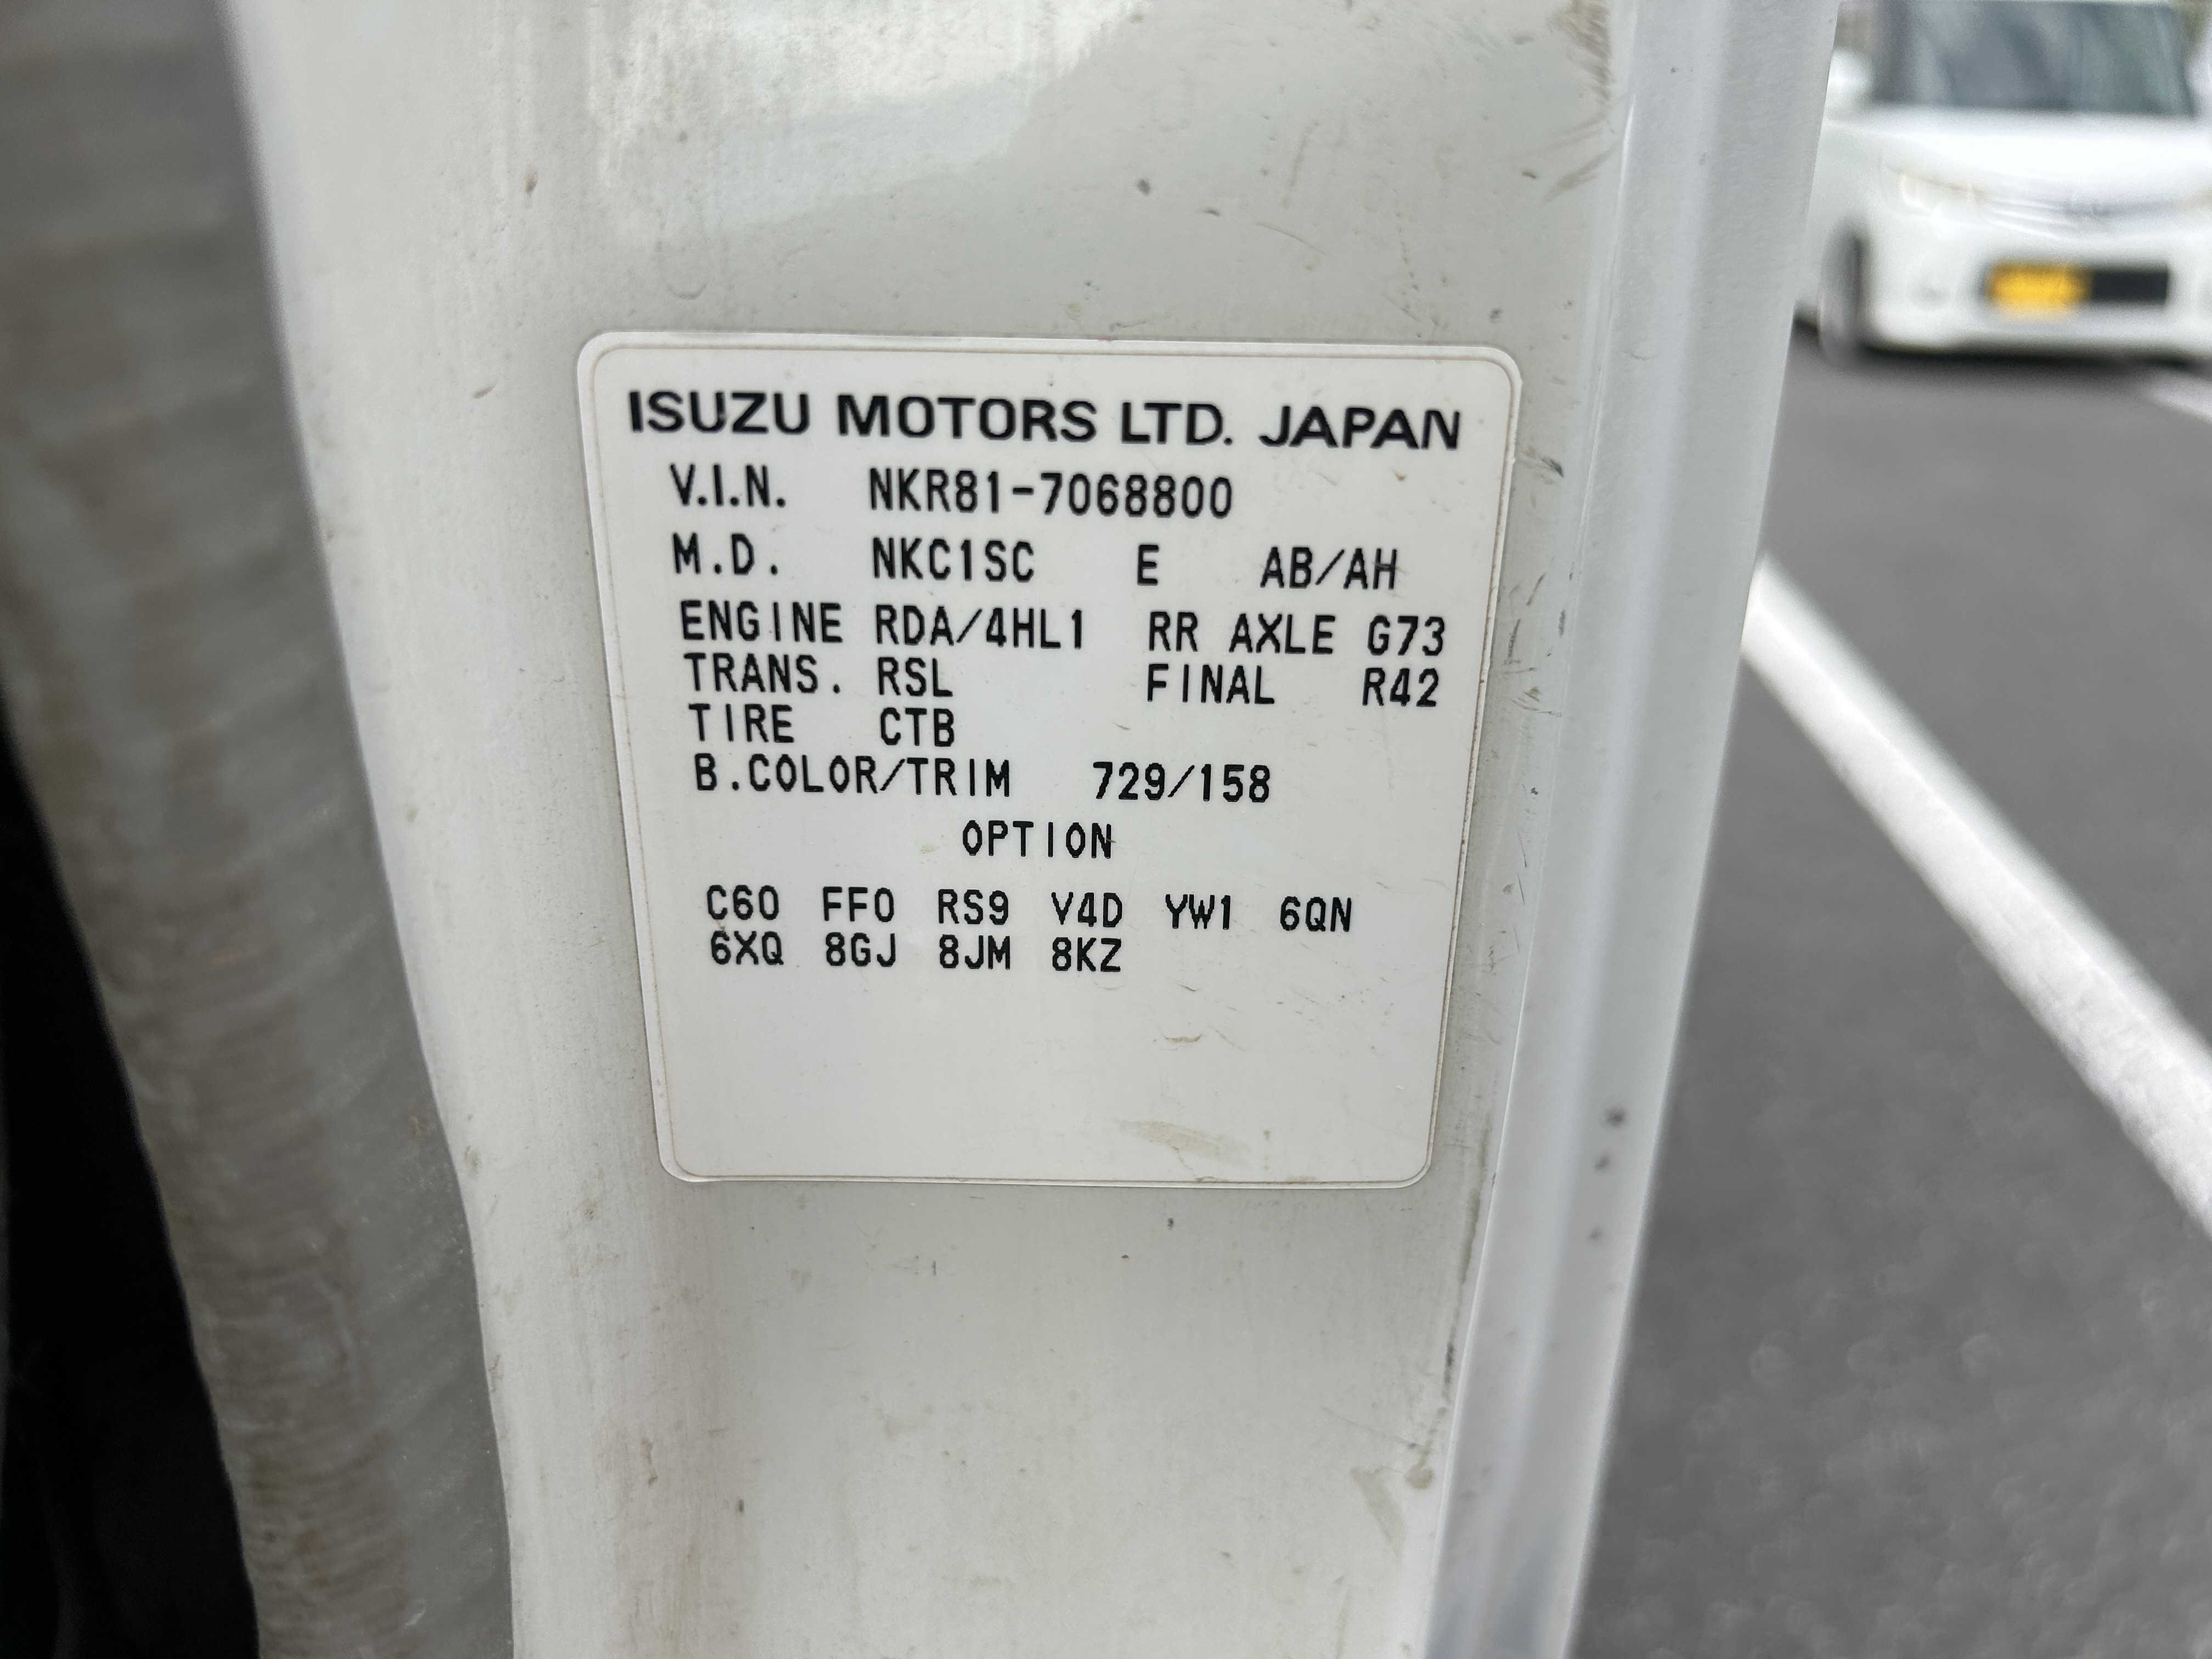 ISUZU MOTORS LTD. JAPAN
V.I.N. NKR81-7068800
M.D. NKC1SC E AB/AH
ENGINE RDA/4HL1 RR AXLE G73
TRANS. RSL FINAL R42
TIRE CTB
B.COLOR/TRIM 729/158
OPTION
C60 FF0 RS9 V4D YW1 6QN
6XQ 8GJ 8JM 8KZ